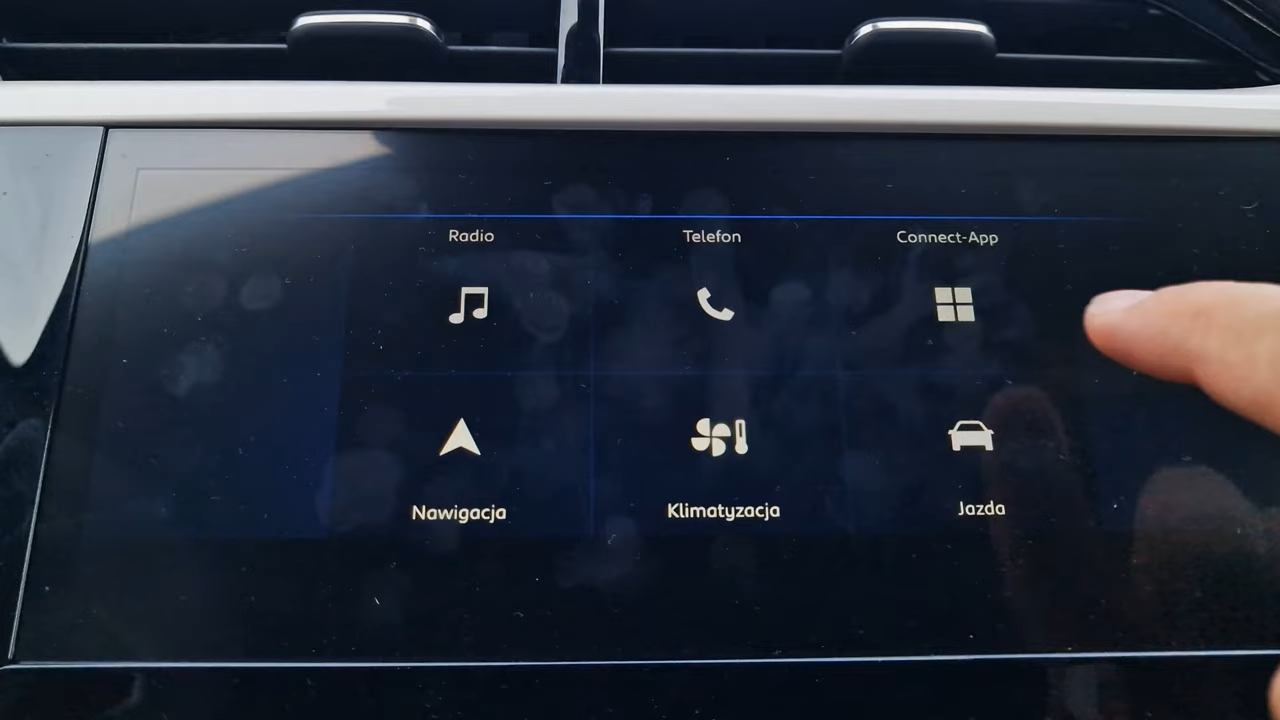 Radio
Telefon
Connect-App
Nawigacja
Klimatyzacja
Jazda